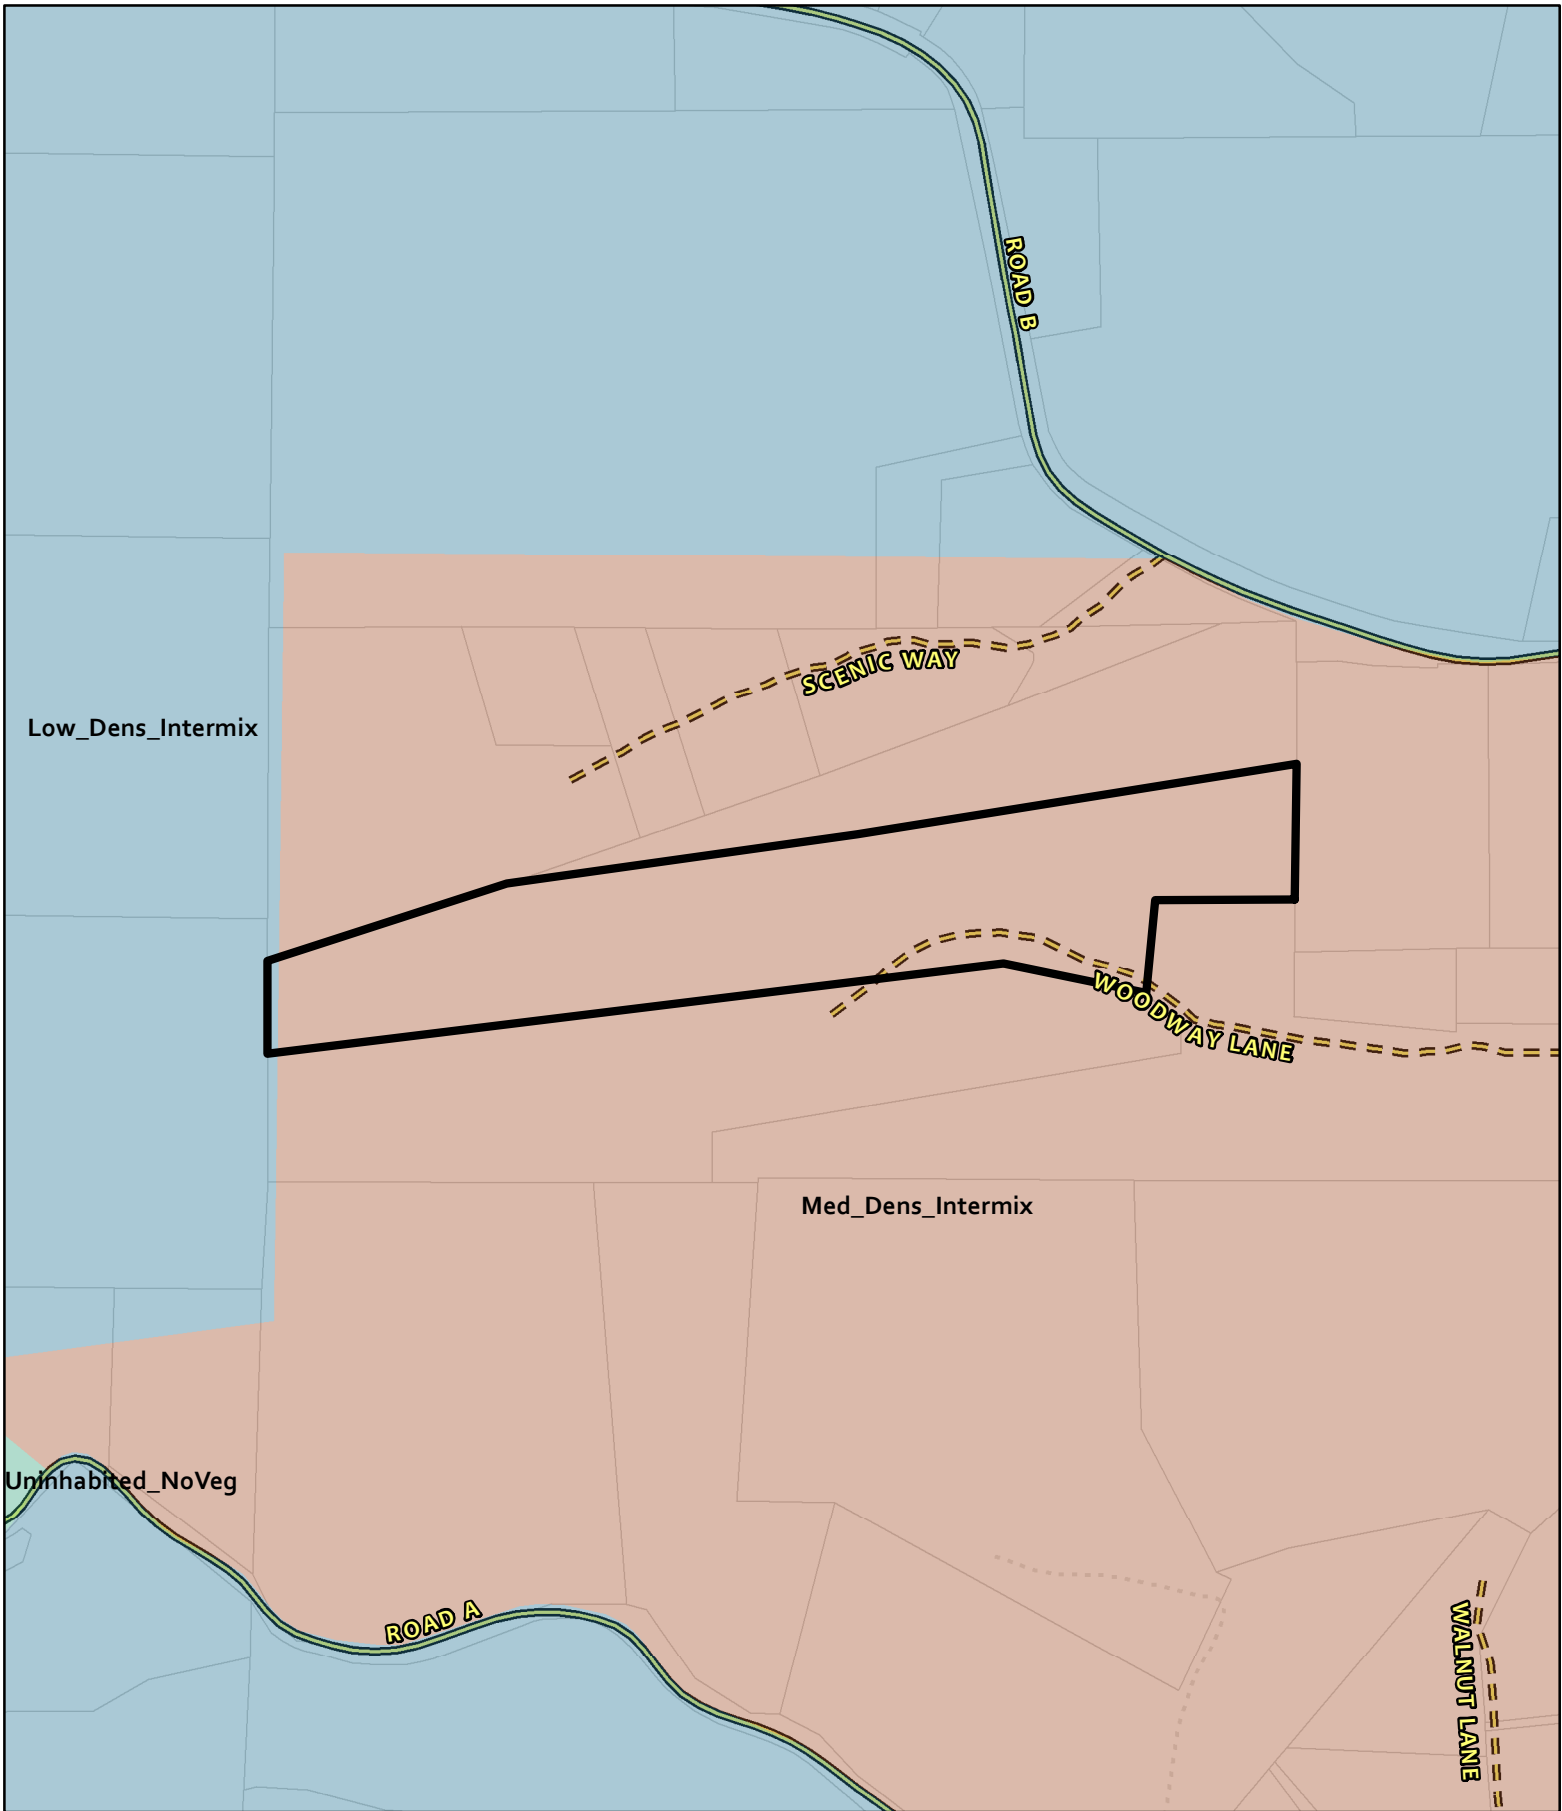 ROAD B
SCENIC WAY
Low_Dens_Intermix
WOODWAY LANE
Med_Dens_Intermix
Uninhabited_NoVeg
ROAD A
WALNUT LANE